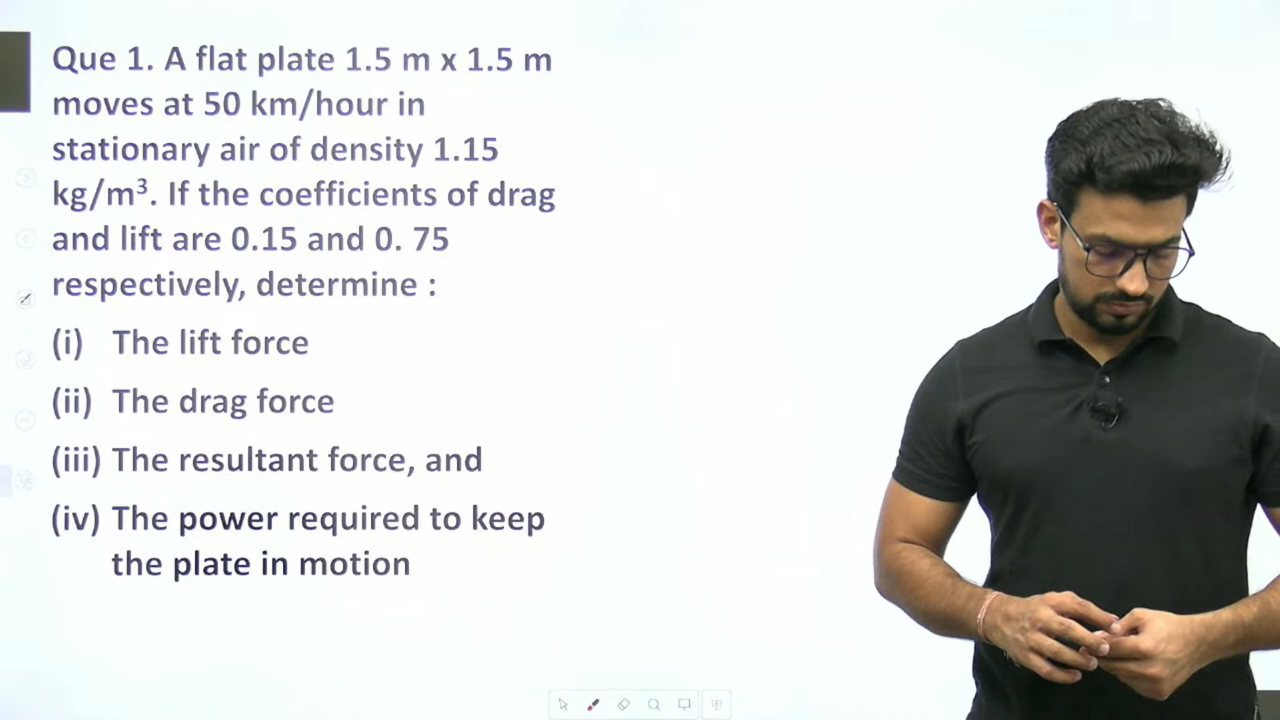 Que 1. A flat plate 1.5 m x 1.5 m
moves at 50 km/hour in
stationary air of density 1.15
kg/m³. If the coefficients of drag
and lift are 0.15 and 0. 75
respectively, determine :
(i) The lift force
(ii) The drag force
(iii) The resultant force, and
(iv) The power required to keep
the plate in motion